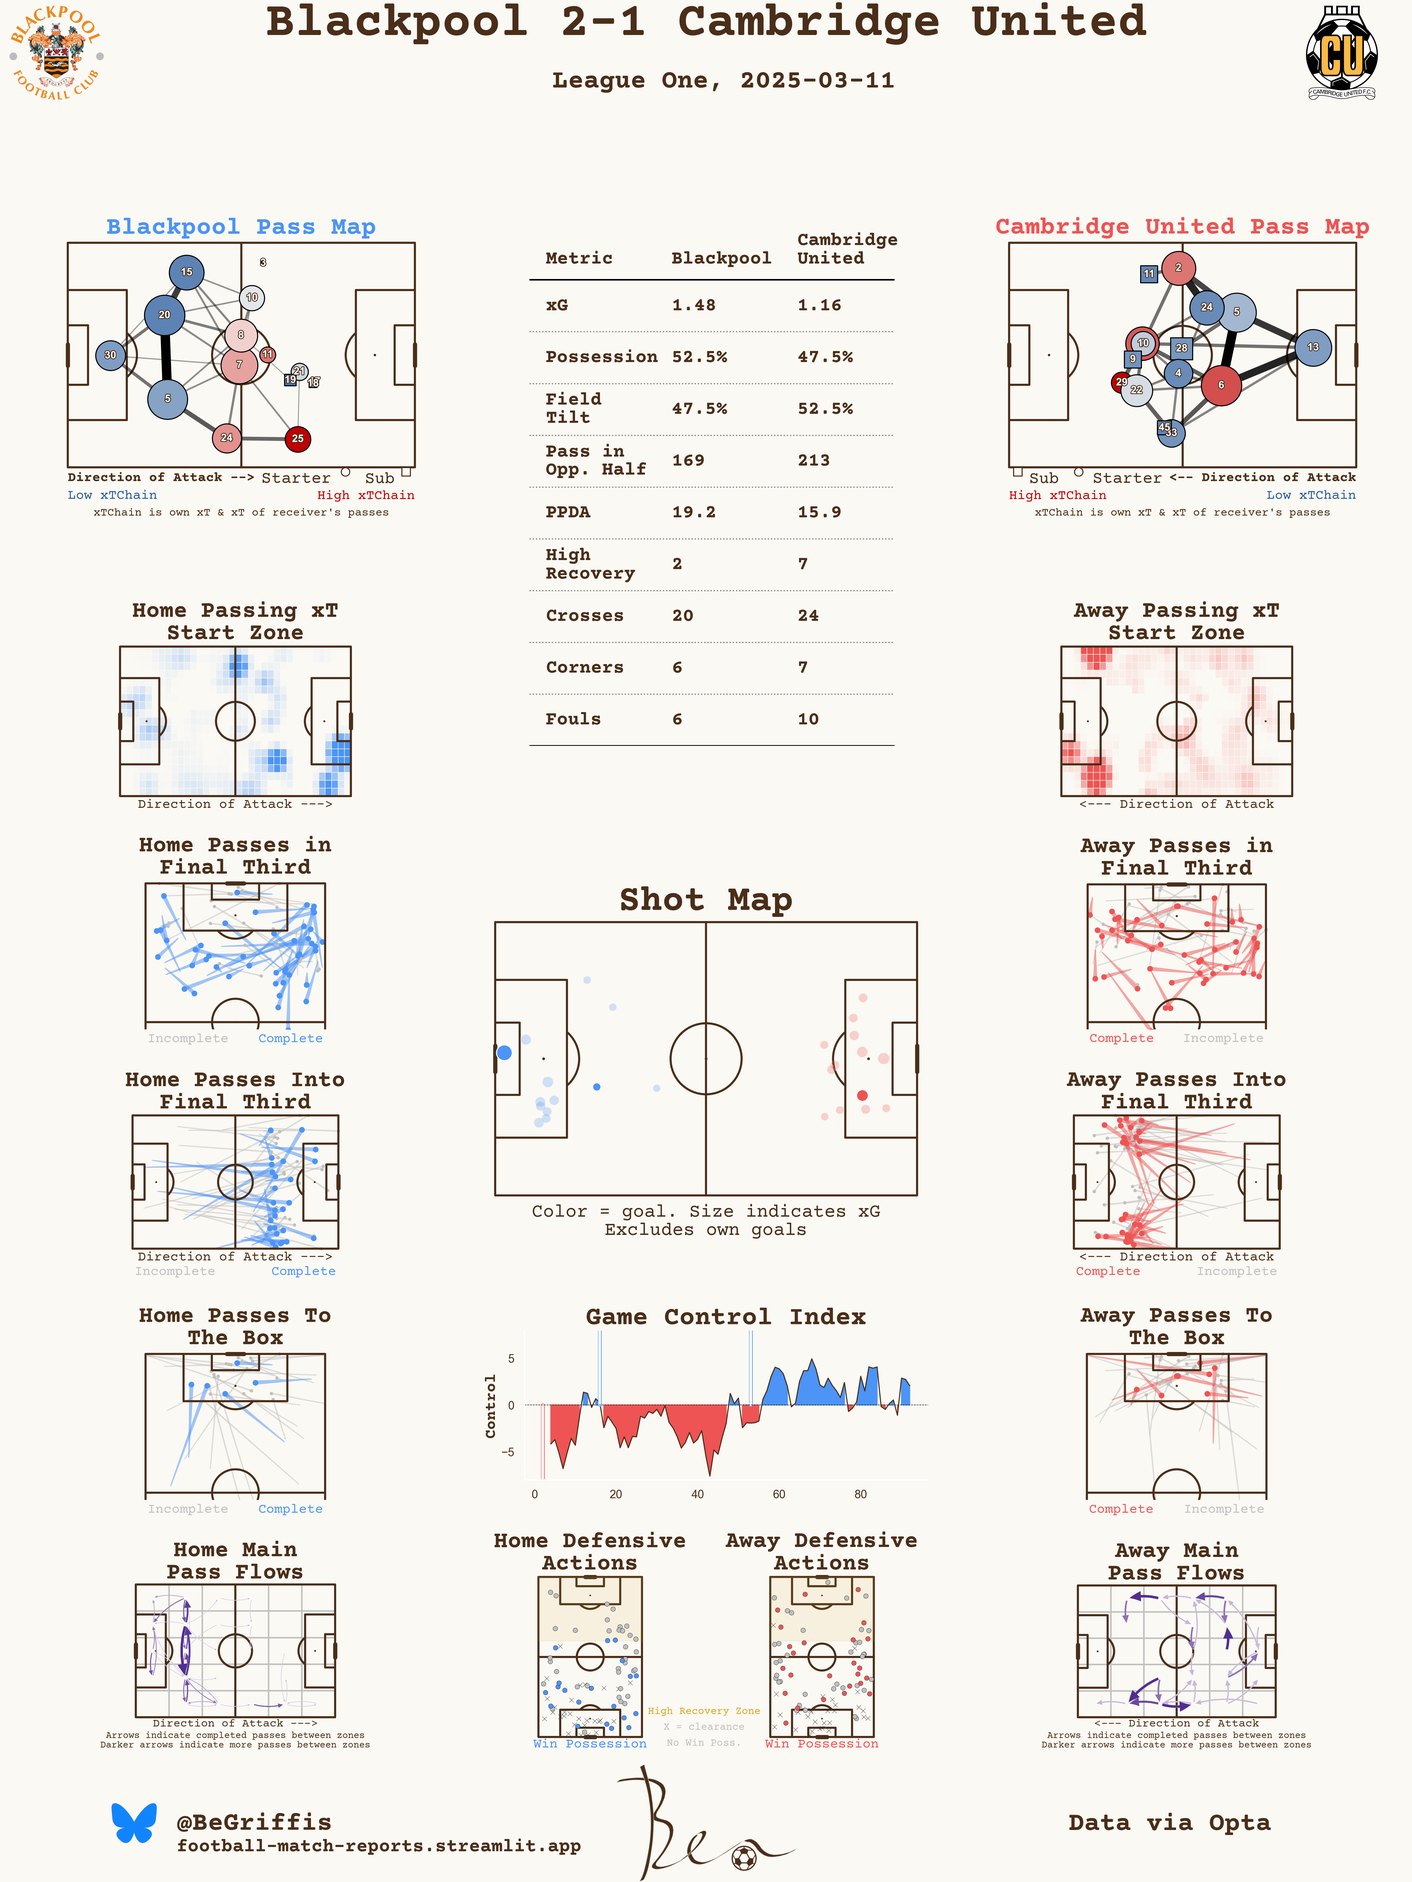 Blackpool 2-1 Cambridge United
League One, 2025-03-11
BLACKPOOL
FOOTBALL CLUB
CU
CAMBRIDGE UNITED F.C.
Blackpool Pass Map
15
3
10
20
8
30
11
7
21
19
18
5
24
25
Direction of Attack --> Starter Sub
Low xTChain High xTChain
xTChain is own xT & xT of receiver's passes
Metric Blackpool Cambridge United
xG 1.48 1.16
Possession 52.5% 47.5%
Field Tilt 47.5% 52.5%
Pass in Opp. Half 169 213
PPDA 19.2 15.9
High Recovery 2 7
Crosses 20 24
Corners 6 7
Fouls 6 10
Cambridge United Pass Map
2
11
24
5
10
28
13
9
4
29
22
6
45
33
Sub Starter <-- Direction of Attack
High xTChain Low xTChain
xTChain is own xT & xT of receiver's passes
Home Passing xT
Start Zone
Direction of Attack --->
Away Passing xT
Start Zone
<--- Direction of Attack
Home Passes in
Final Third
Incomplete Complete
Away Passes in
Final Third
Complete Incomplete
Shot Map
Color = goal. Size indicates xG
Excludes own goals
Home Passes Into
Final Third
Direction of Attack --->
Incomplete Complete
Away Passes Into
Final Third
<--- Direction of Attack
Complete Incomplete
Home Passes To
The Box
Incomplete Complete
Game Control Index
Control
5
0
−5
0 20 40 60 80
Away Passes To
The Box
Complete Incomplete
Home Main
Pass Flows
Direction of Attack --->
Arrows indicate completed passes between zones
Darker arrows indicate more passes between zones
Home Defensive
Actions
Win Possession
Away Defensive
Actions
Win Possession
High Recovery Zone
X = clearance
No Win Poss.
Away Main
Pass Flows
<--- Direction of Attack
Arrows indicate completed passes between zones
Darker arrows indicate more passes between zones
@BeGriffis
football-match-reports.streamlit.app
Ben
Data via Opta